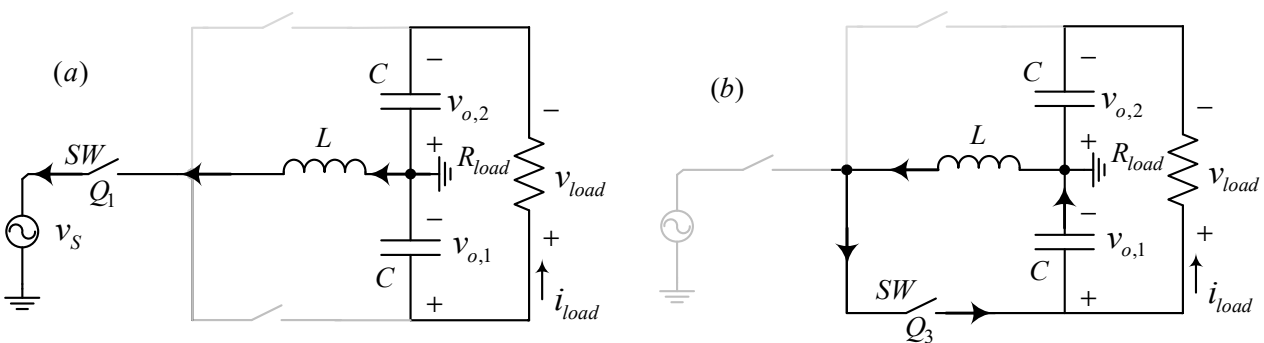 (a)
C
−
v_{o,2}
+
−
L
R_{load}
v_{load}
SW
Q_1
v_S
−
v_{o,1}
C
+
+
i_{load}
(b)
C
−
v_{o,2}
+
−
L
R_{load}
v_{load}
−
v_{o,1}
C
+
+
i_{load}
SW
Q_3